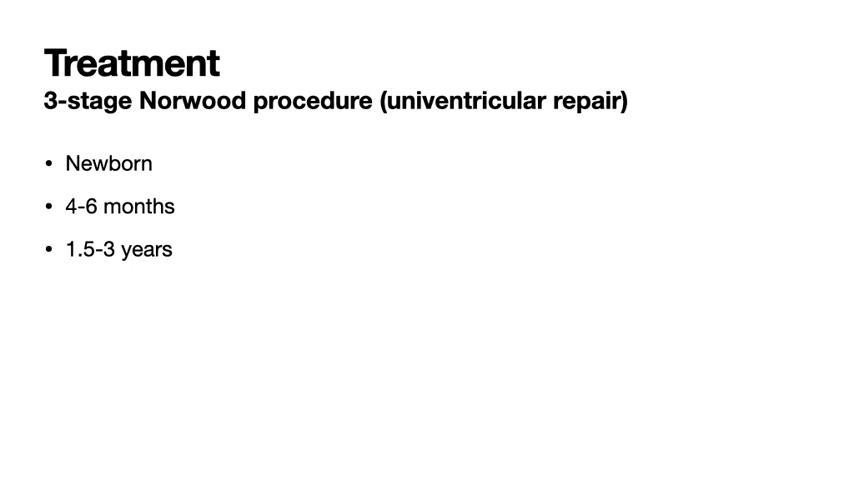 Treatment
3-stage Norwood procedure (univentricular repair)
• Newborn
• 4-6 months
• 1.5-3 years